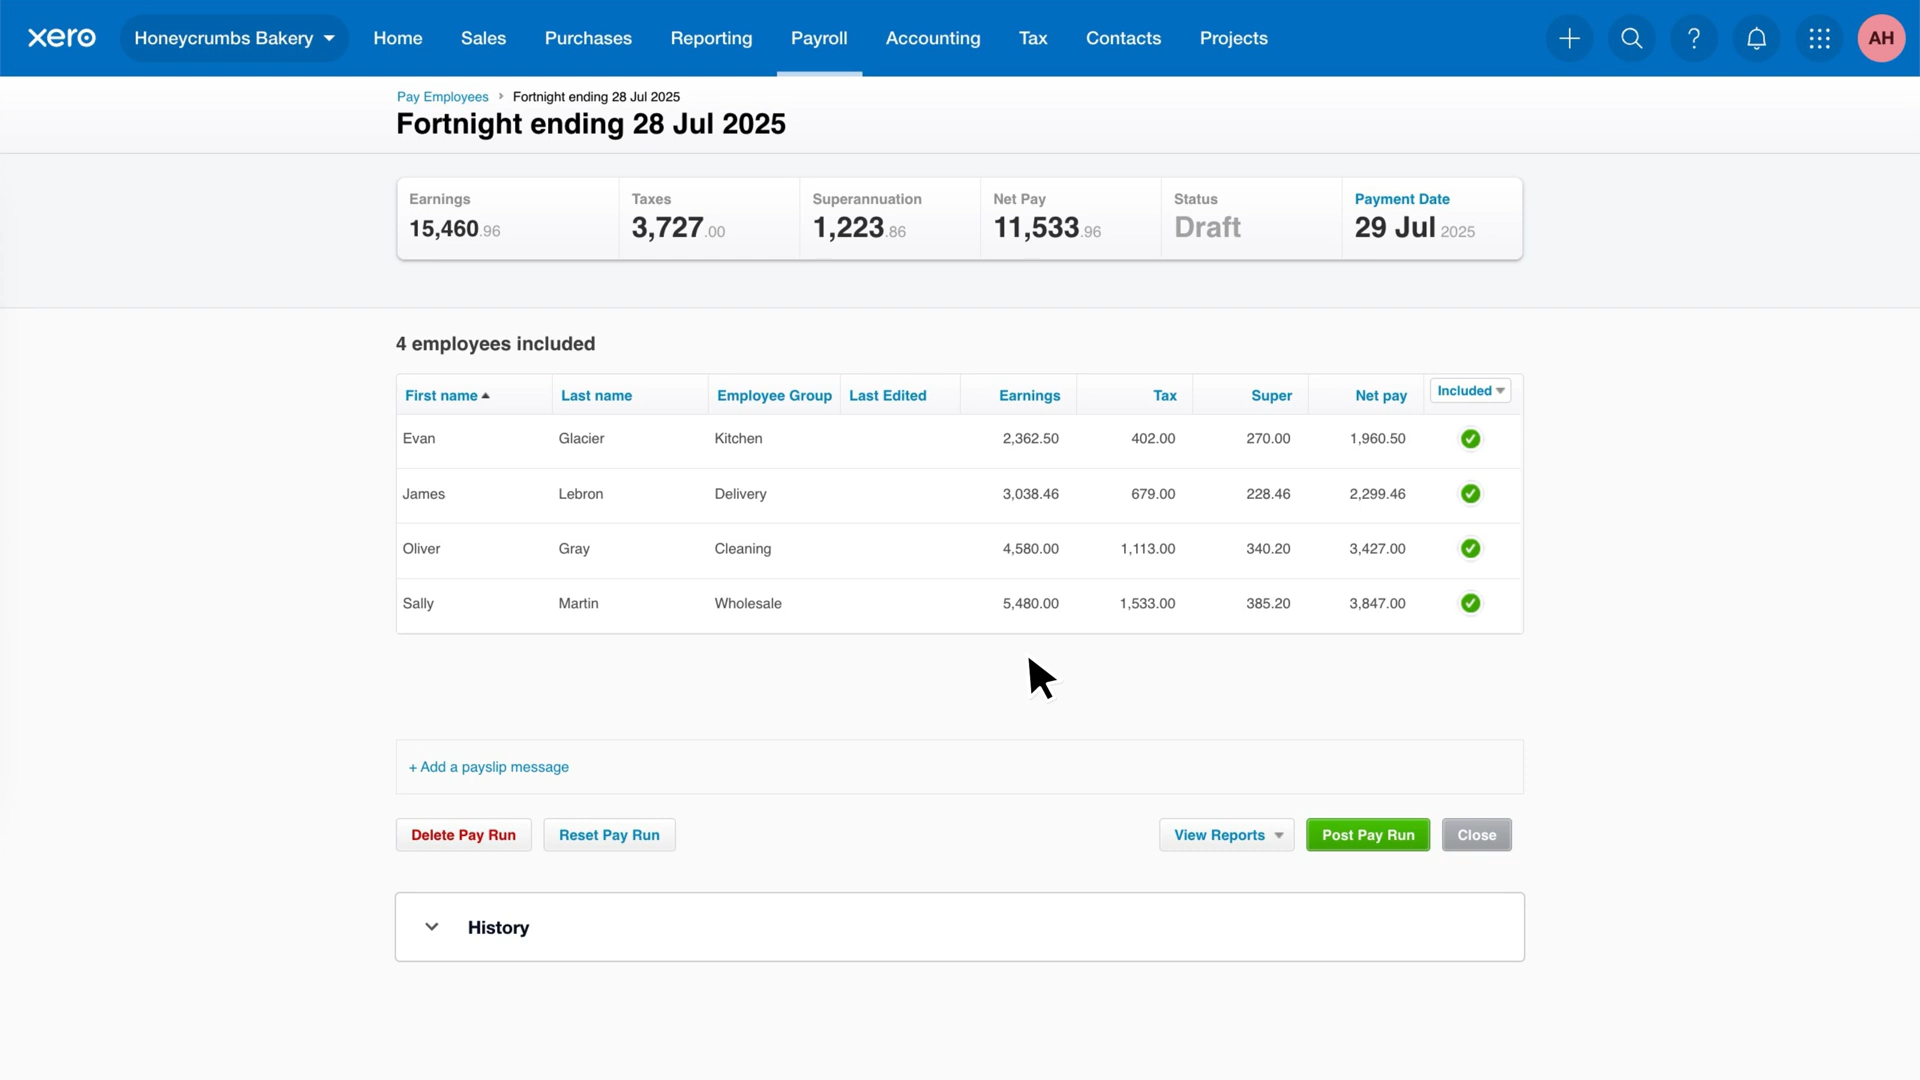 xero Honeycrumbs Bakery Home Sales Purchases Reporting Payroll Accounting Tax Contacts Projects ? AH
Pay Employees › Fortnight ending 28 Jul 2025
Fortnight ending 28 Jul 2025
Earnings Taxes Superannuation Net Pay Status Payment Date
15,460.96 3,727.00 1,223.86 11,533.96 Draft 29 Jul 2025
4 employees included
First name Last name Employee Group Last Edited Earnings Tax Super Net pay Included
Evan Glacier Kitchen 2,362.50 402.00 270.00 1,960.50
James Lebron Delivery 3,038.46 679.00 228.46 2,299.46
Oliver Gray Cleaning 4,580.00 1,113.00 340.20 3,427.00
Sally Martin Wholesale 5,480.00 1,533.00 385.20 3,847.00
+ Add a payslip message
Delete Pay Run Reset Pay Run View Reports Post Pay Run Close
History